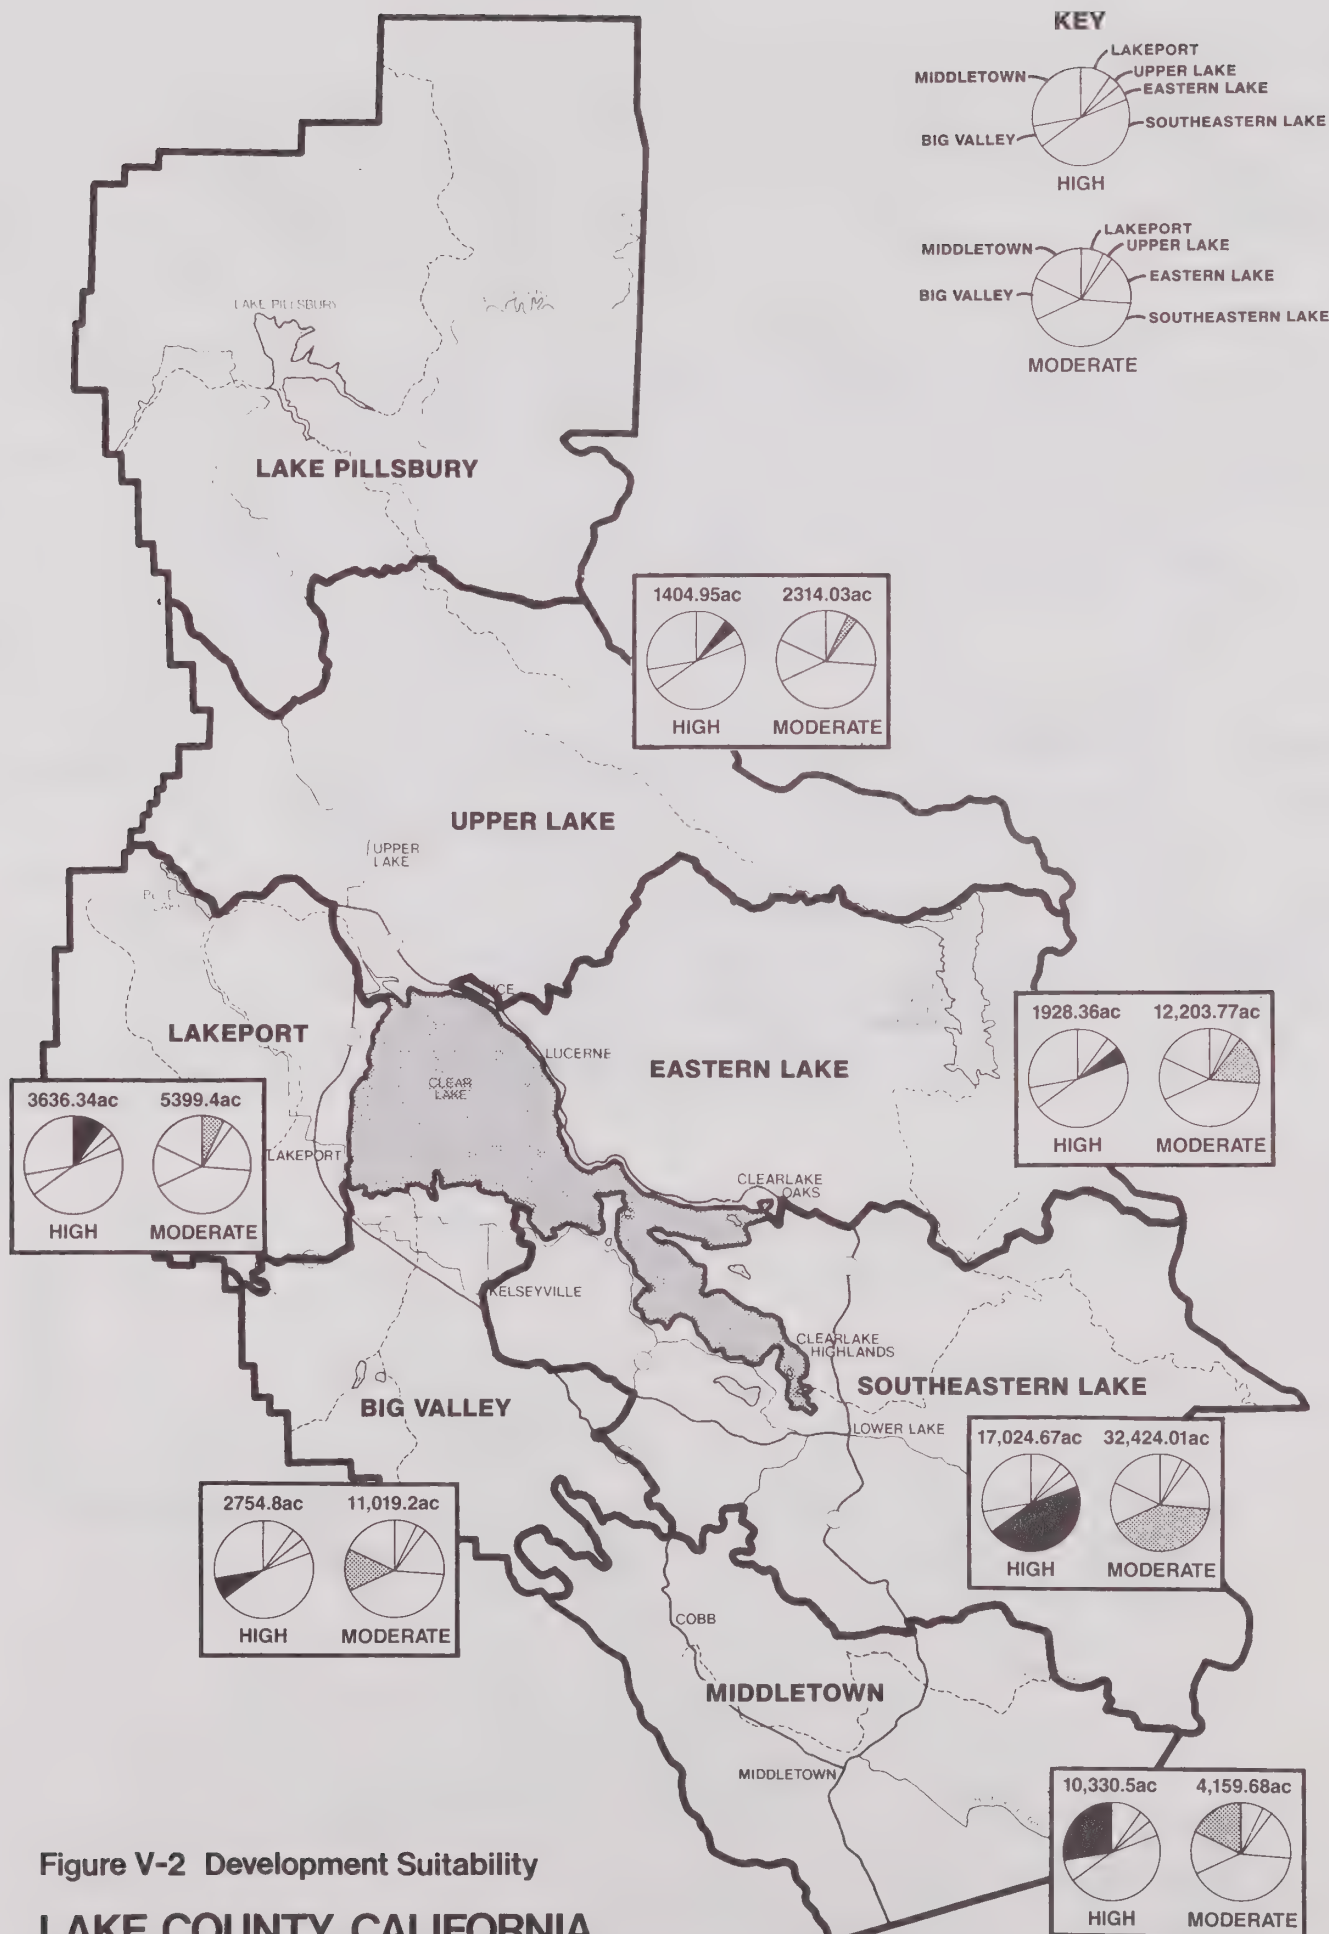 KEY
LAKEPORT
MIDDLETOWN
UPPER LAKE
EASTERN LAKE
SOUTHEASTERN LAKE
BIG VALLEY
HIGH
LAKEPORT
MIDDLETOWN
UPPER LAKE
EASTERN LAKE
BIG VALLEY
SOUTHEASTERN LAKE
MODERATE
LAKE PILLSBURY
LAKE PILLSBURY
1404.95ac 2314.03ac
HIGH MODERATE
UPPER LAKE
UPPER
LAKE
LAKEPORT
LUCERNE
EASTERN LAKE
CLEAR
LAKE
1928.36ac 12,203.77ac
HIGH MODERATE
3636.34ac 5399.4ac
HIGH MODERATE
LAKEPORT
CLEARLAKE
OAKS
KELSEYVILLE
CLEARLAKE
HIGHLANDS
SOUTHEASTERN LAKE
BIG VALLEY
LOWER LAKE
17,024.67ac 32,424.01ac
HIGH MODERATE
2754.8ac 11,019.2ac
HIGH MODERATE
COBB
MIDDLETOWN
MIDDLETOWN
10,330.5ac 4,159.68ac
HIGH MODERATE
Figure V-2 Development Suitability
LAKE COUNTY, CALIFORNIA